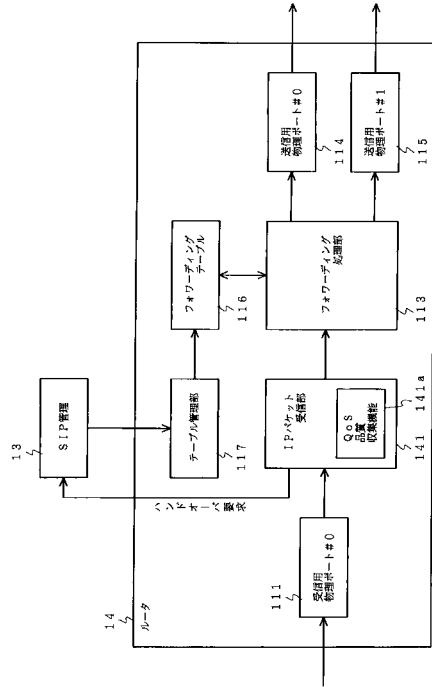 13
SIP管理
ハンドオーバ要求
14
ルータ
テーブル管理部
117
フォワーディング
テーブル
116
111
受信用
物理ポート#0
IPパケット
受信部
QoS
品質
収集機能
141a
141
フォワーディング
処理部
113
送信用
物理ポート#0
114
送信用
物理ポート#1
115